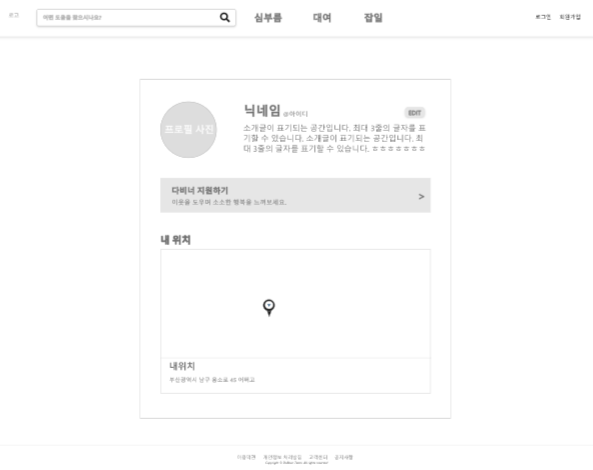 로고
어떤 도움을 받으시나요?
심부름
대여
잡일
로그인
회원가입
프로필 사진
닉네임 @아이디
EDIT
소개글이 표기되는 공간입니다. 최대 3줄의 글자를 표
기할 수 있습니다. 소개글이 표기되는 공간입니다. 최
대 3줄의 글자를 표기할 수 있습니다. ㅎㅎㅎㅎㅎㅎㅎ
다비너 지원하기
이웃을 도우며 소소한 행복을 느껴보세요.
>
내 위치
내위치
부산광역시 남구 용소로 45
이용약관 개인정보 처리방침 고객센터 공지사항